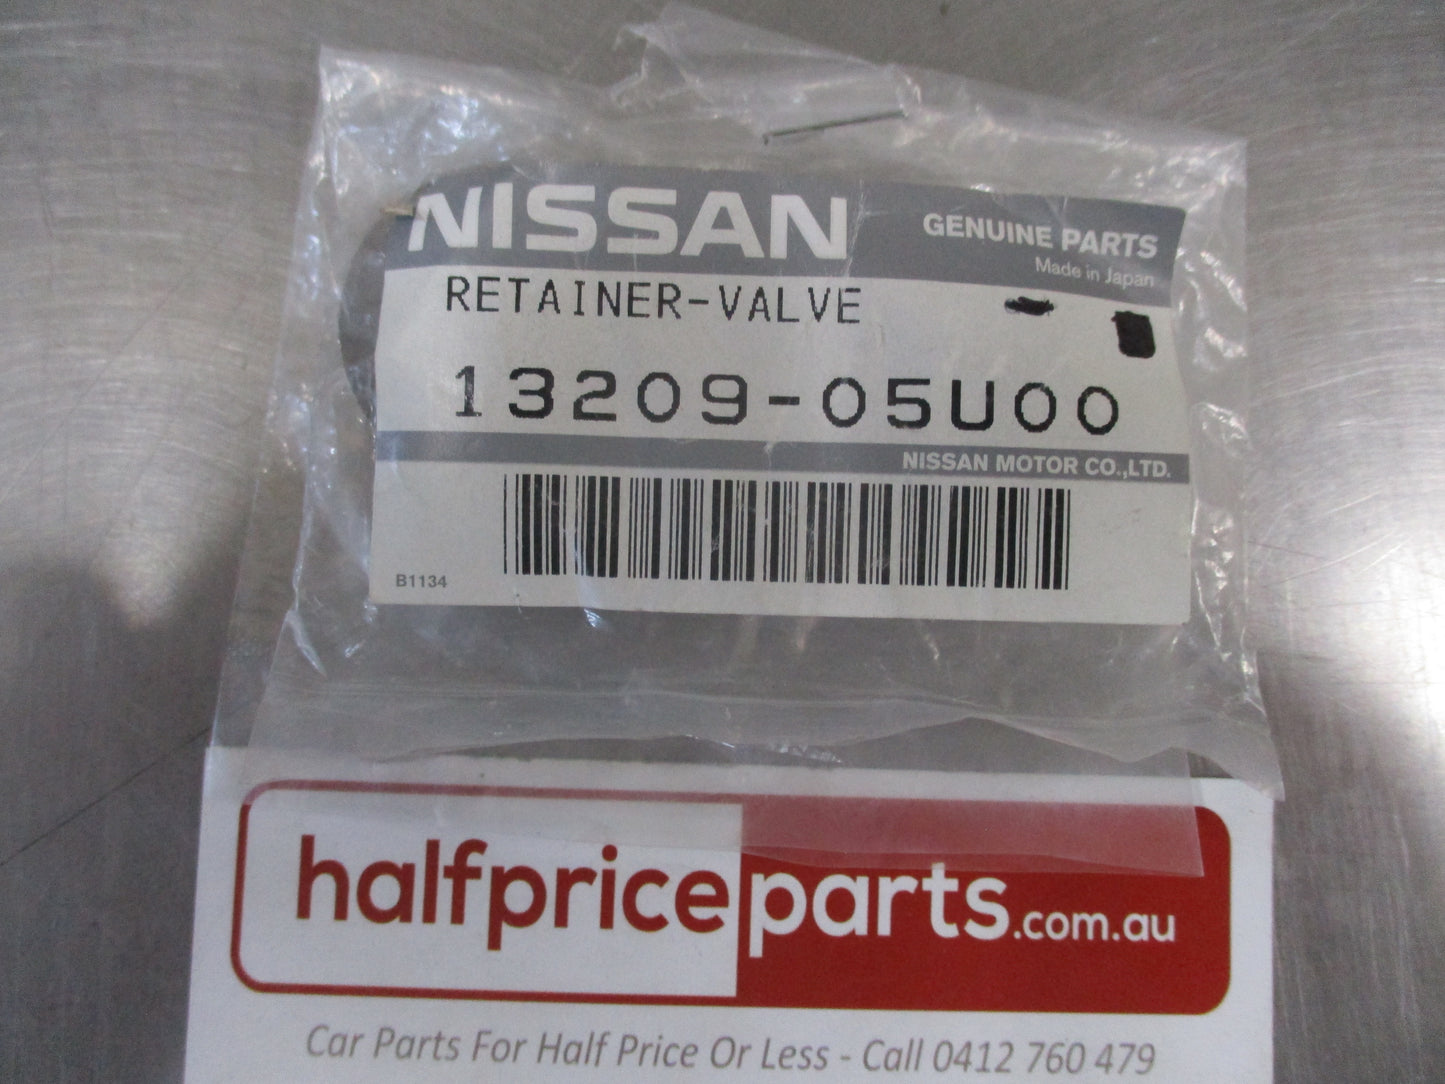 NISSAN
GENUINE PARTS
Made in Japan
RETAINER-VALVE
13209-05U00
NISSAN MOTOR CO.,LTD.
B1134
halfpriceparts.com.au
Car Parts For Half Price Or Less - Call 0412 760 479